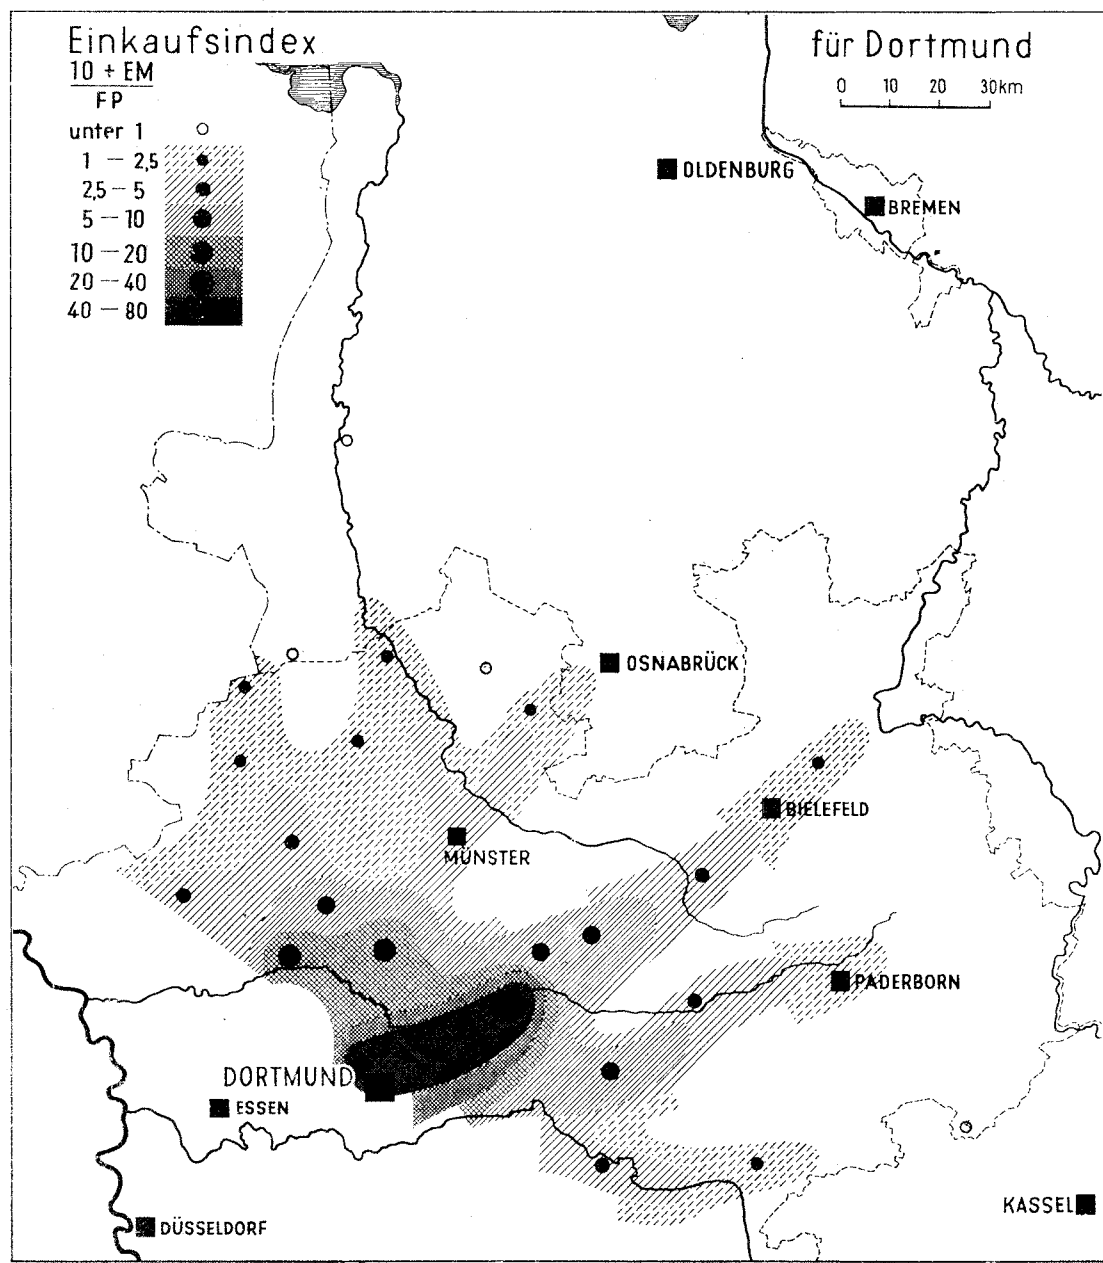 Einkaufsindex
für Dortmund
10 + EM
FP
0 10 20 30km
unter 1
1 — 2,5
2,5 — 5
5 — 10
10 — 20
20 — 40
40 — 80
OLDENBURG
BREMEN
OSNABRÜCK
BIELEFELD
MÜNSTER
PADERBORN
DORTMUND
ESSEN
KASSEL
DÜSSELDORF